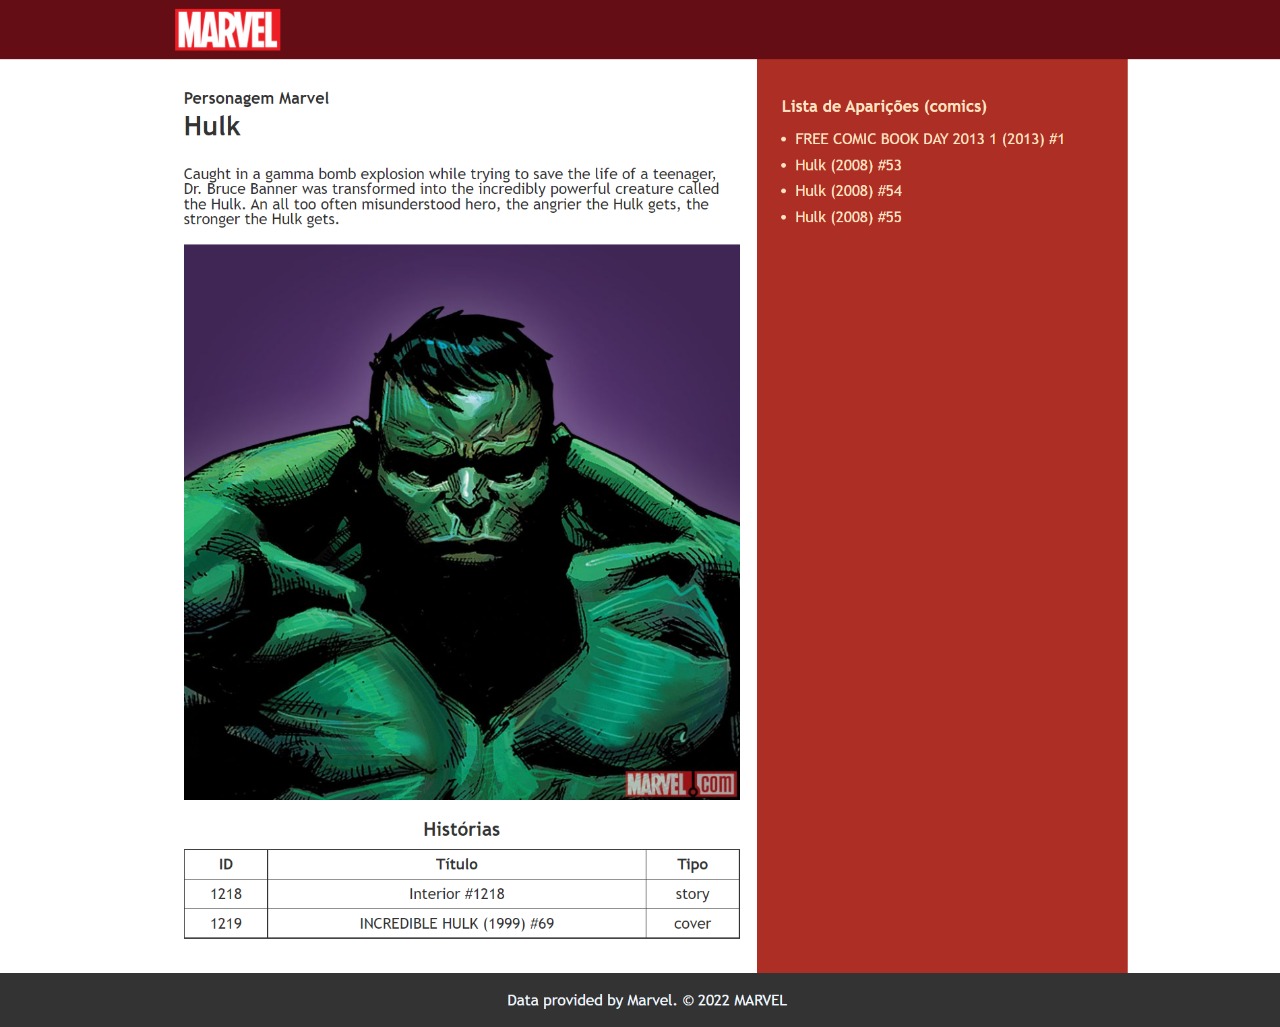 MARVEL
Personagem Marvel
Hulk
Caught in a gamma bomb explosion while trying to save the life of a teenager,
Dr. Bruce Banner was transformed into the incredibly powerful creature called
the Hulk. An all too often misunderstood hero, the angrier the Hulk gets, the
stronger the Hulk gets.
MARVEL.com
Histórias
ID Título Tipo
1218 Interior #1218 story
1219 INCREDIBLE HULK (1999) #69 cover
Lista de Aparições (comics)
• FREE COMIC BOOK DAY 2013 1 (2013) #1
• Hulk (2008) #53
• Hulk (2008) #54
• Hulk (2008) #55
Data provided by Marvel. © 2022 MARVEL